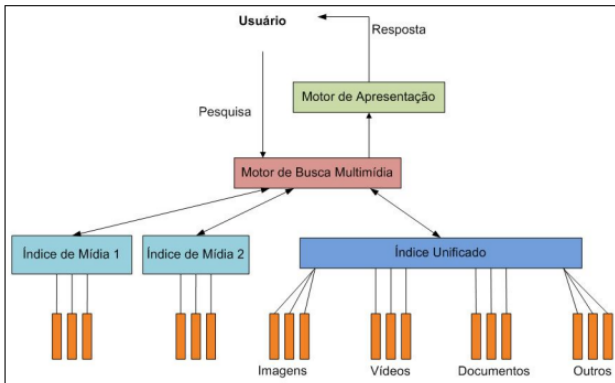 Usuário
Resposta
Motor de Apresentação
Pesquisa
Motor de Busca Multimídia
Índice de Mídia 1
Índice de Mídia 2
Índice Unificado
Imagens
Vídeos
Documentos
Outros